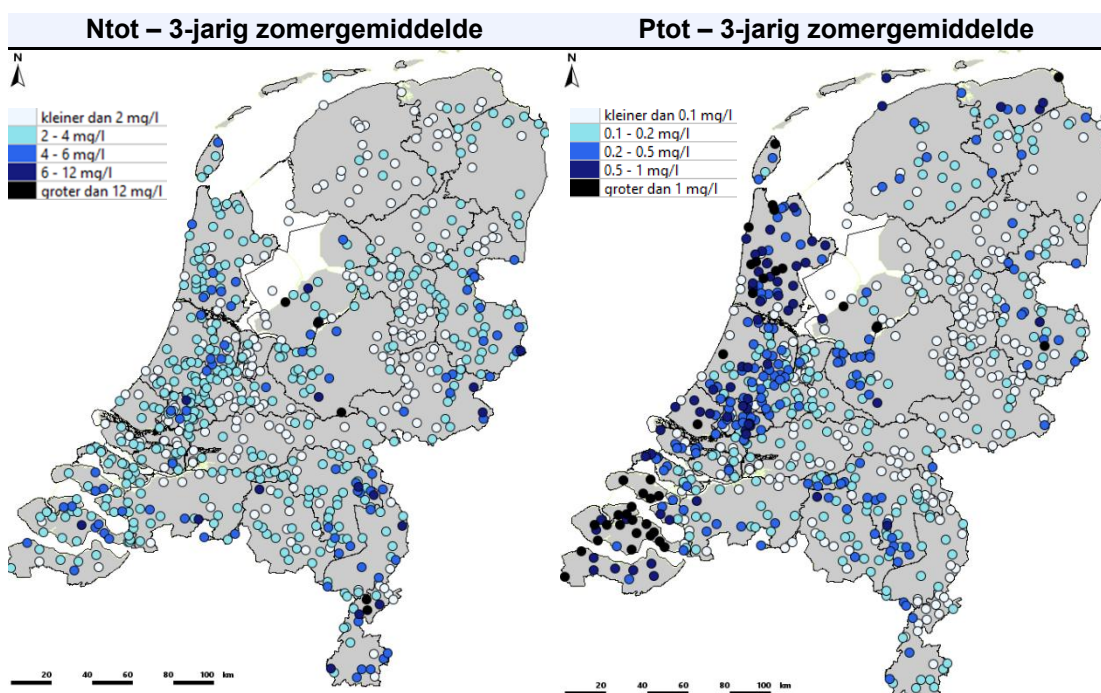 Ntot – 3-jarig zomergemiddelde
N
kleiner dan 2 mg/l
2 - 4 mg/l
4 - 6 mg/l
6 - 12 mg/l
groter dan 12 mg/l
20 40 60 80 100 km
Ptot – 3-jarig zomergemiddelde
N
kleiner dan 0.1 mg/l
0.1 - 0.2 mg/l
0.2 - 0.5 mg/l
0.5 - 1 mg/l
groter dan 1 mg/l
20 40 60 80 100 km